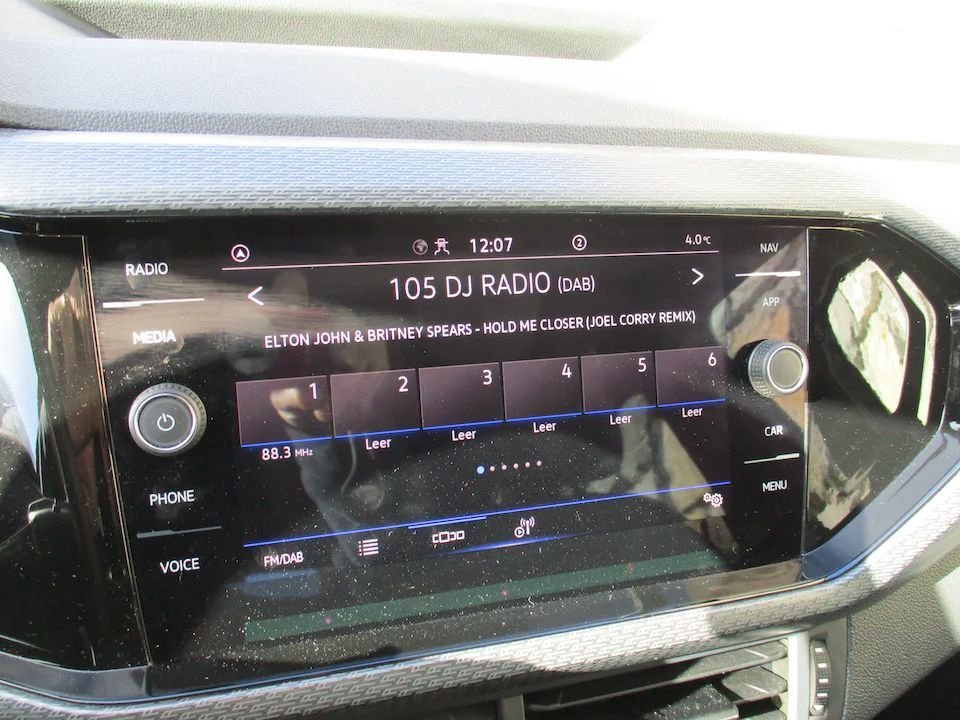 12:07 2 4.0 °C
RADIO
MEDIA
PHONE
VOICE
105 DJ RADIO (DAB)
ELTON JOHN & BRITNEY SPEARS - HOLD ME CLOSER (JOEL CORRY REMIX)
1 2 3 4 5 6
88.3 MHz Leer Leer Leer Leer Leer
FM/DAB
NAV
APP
CAR
MENU